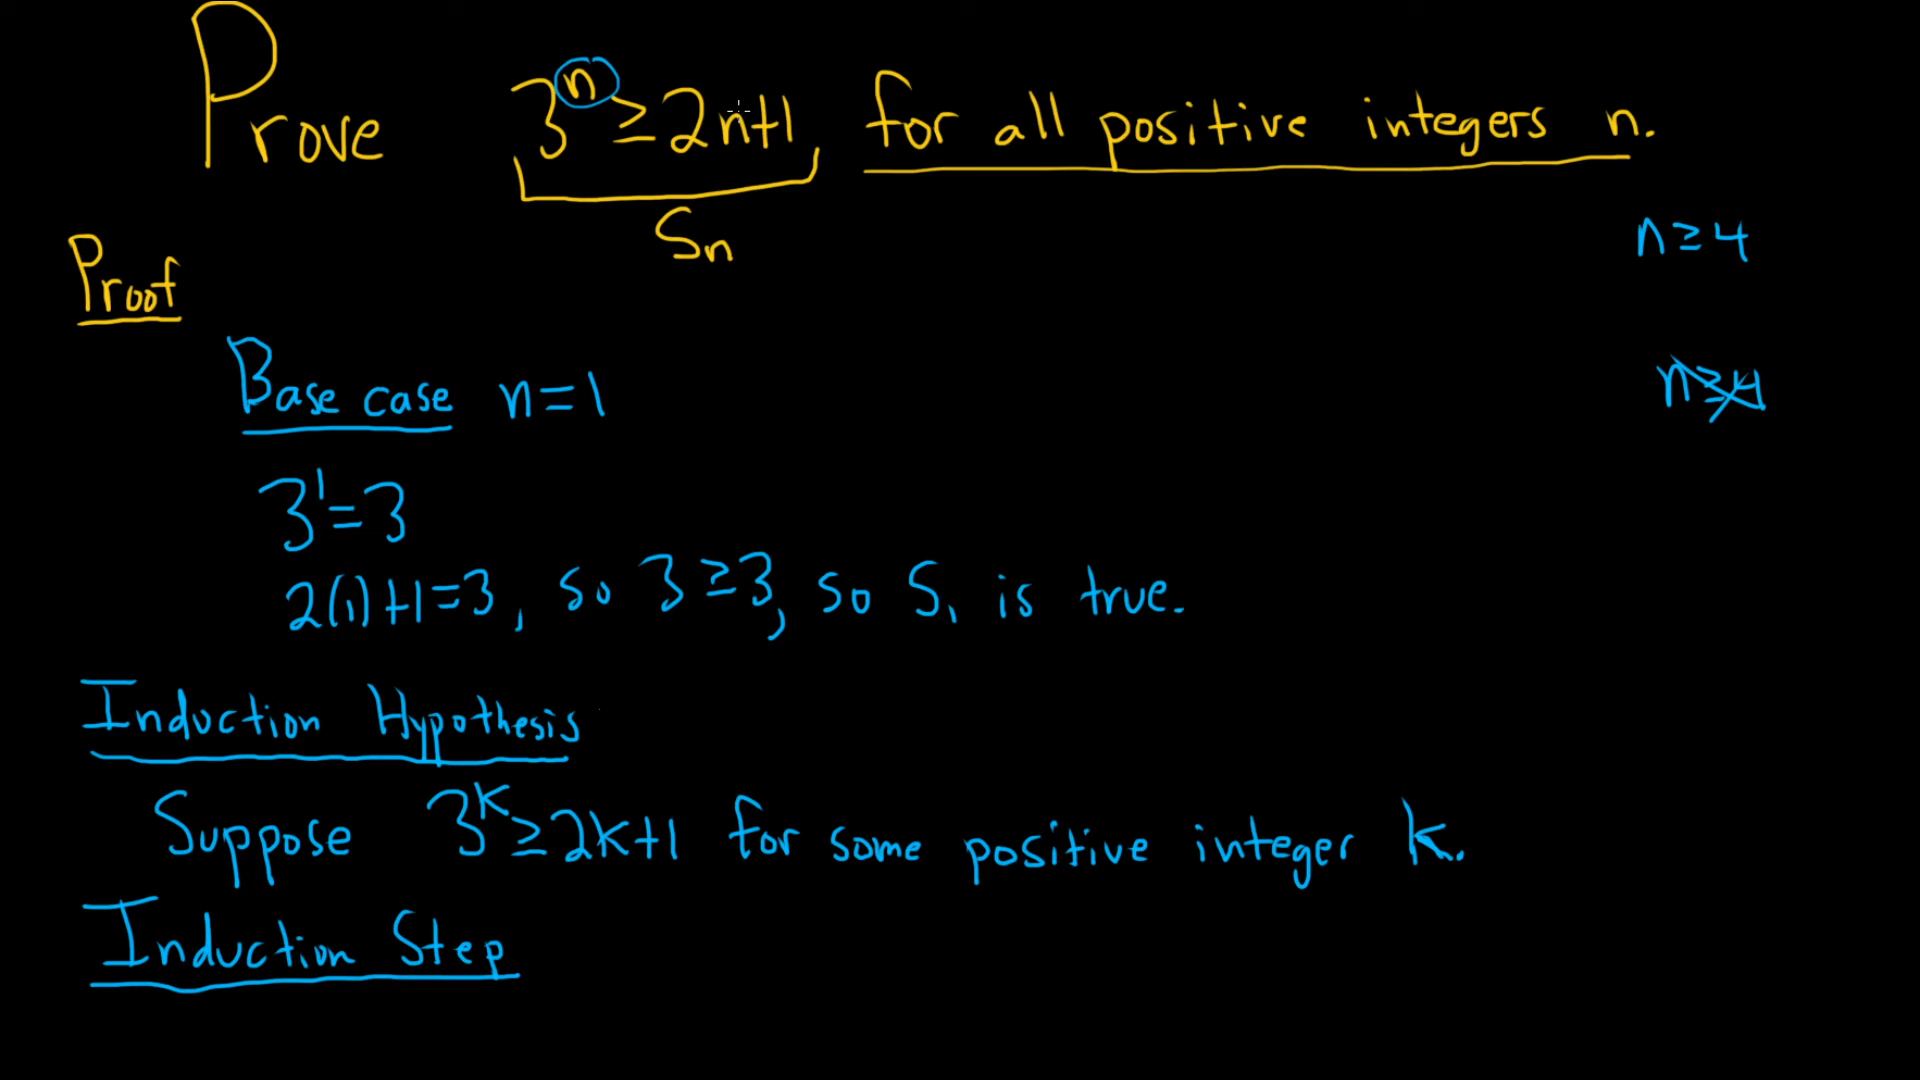 Prove 3^n ≥ 2n+1, for all positive integers n.
Sn
n ≥ 4
Proof
Base case n = 1
3^1 = 3
2(1)+1 = 3, so 3 ≥ 3, so S1 is true.
Induction Hypothesis
Suppose 3^k ≥ 2k+1 for some positive integer k.
Induction Step